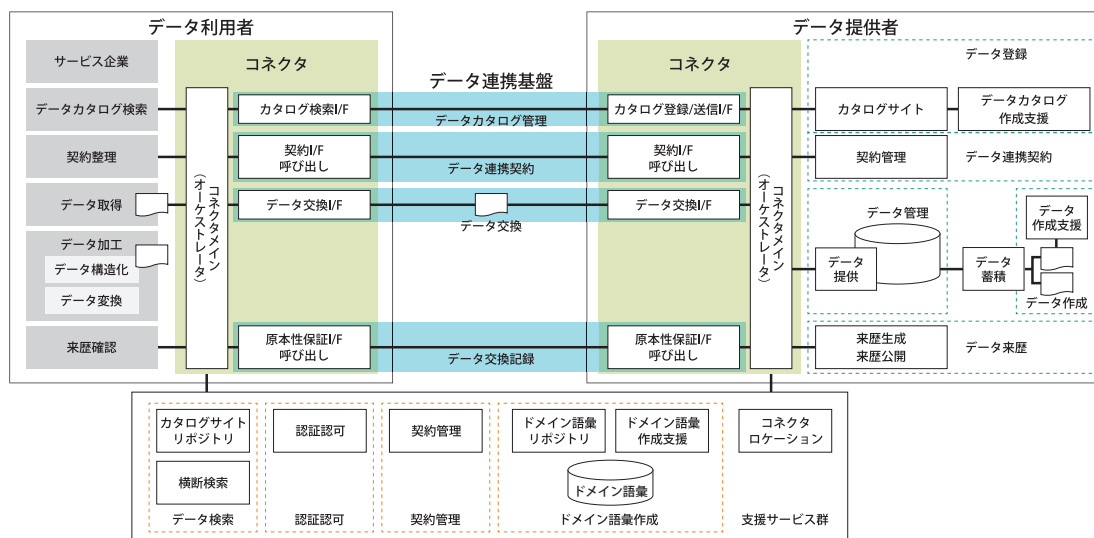 データ利用者
データ提供者
サービス企業
コネクタ
データ連携基盤
コネクタ
データ登録
データカタログ検索
カタログ検索I/F
データカタログ管理
カタログ登録/送信I/F
カタログサイト
データカタログ
作成支援
契約整理
契約I/F
呼び出し
データ連携契約
契約I/F
呼び出し
契約管理
データ連携契約
データ取得
コネクタメイン
(オーケストレータ)
データ交換I/F
データ交換
データ交換I/F
コネクタメイン
(オーケストレータ)
データ管理
データ
作成支援
データ加工
データ構造化
データ変換
データ
提供
データ
蓄積
データ作成
来歴確認
原本性保証I/F
呼び出し
データ交換記録
原本性保証I/F
呼び出し
来歴生成
来歴公開
データ来歴
カタログサイト
リポジトリ
認証認可
契約管理
ドメイン語彙
リポジトリ
ドメイン語彙
作成支援
コネクタ
ロケーション
横断検索
ドメイン語彙
データ検索
認証認可
契約管理
ドメイン語彙作成
支援サービス群